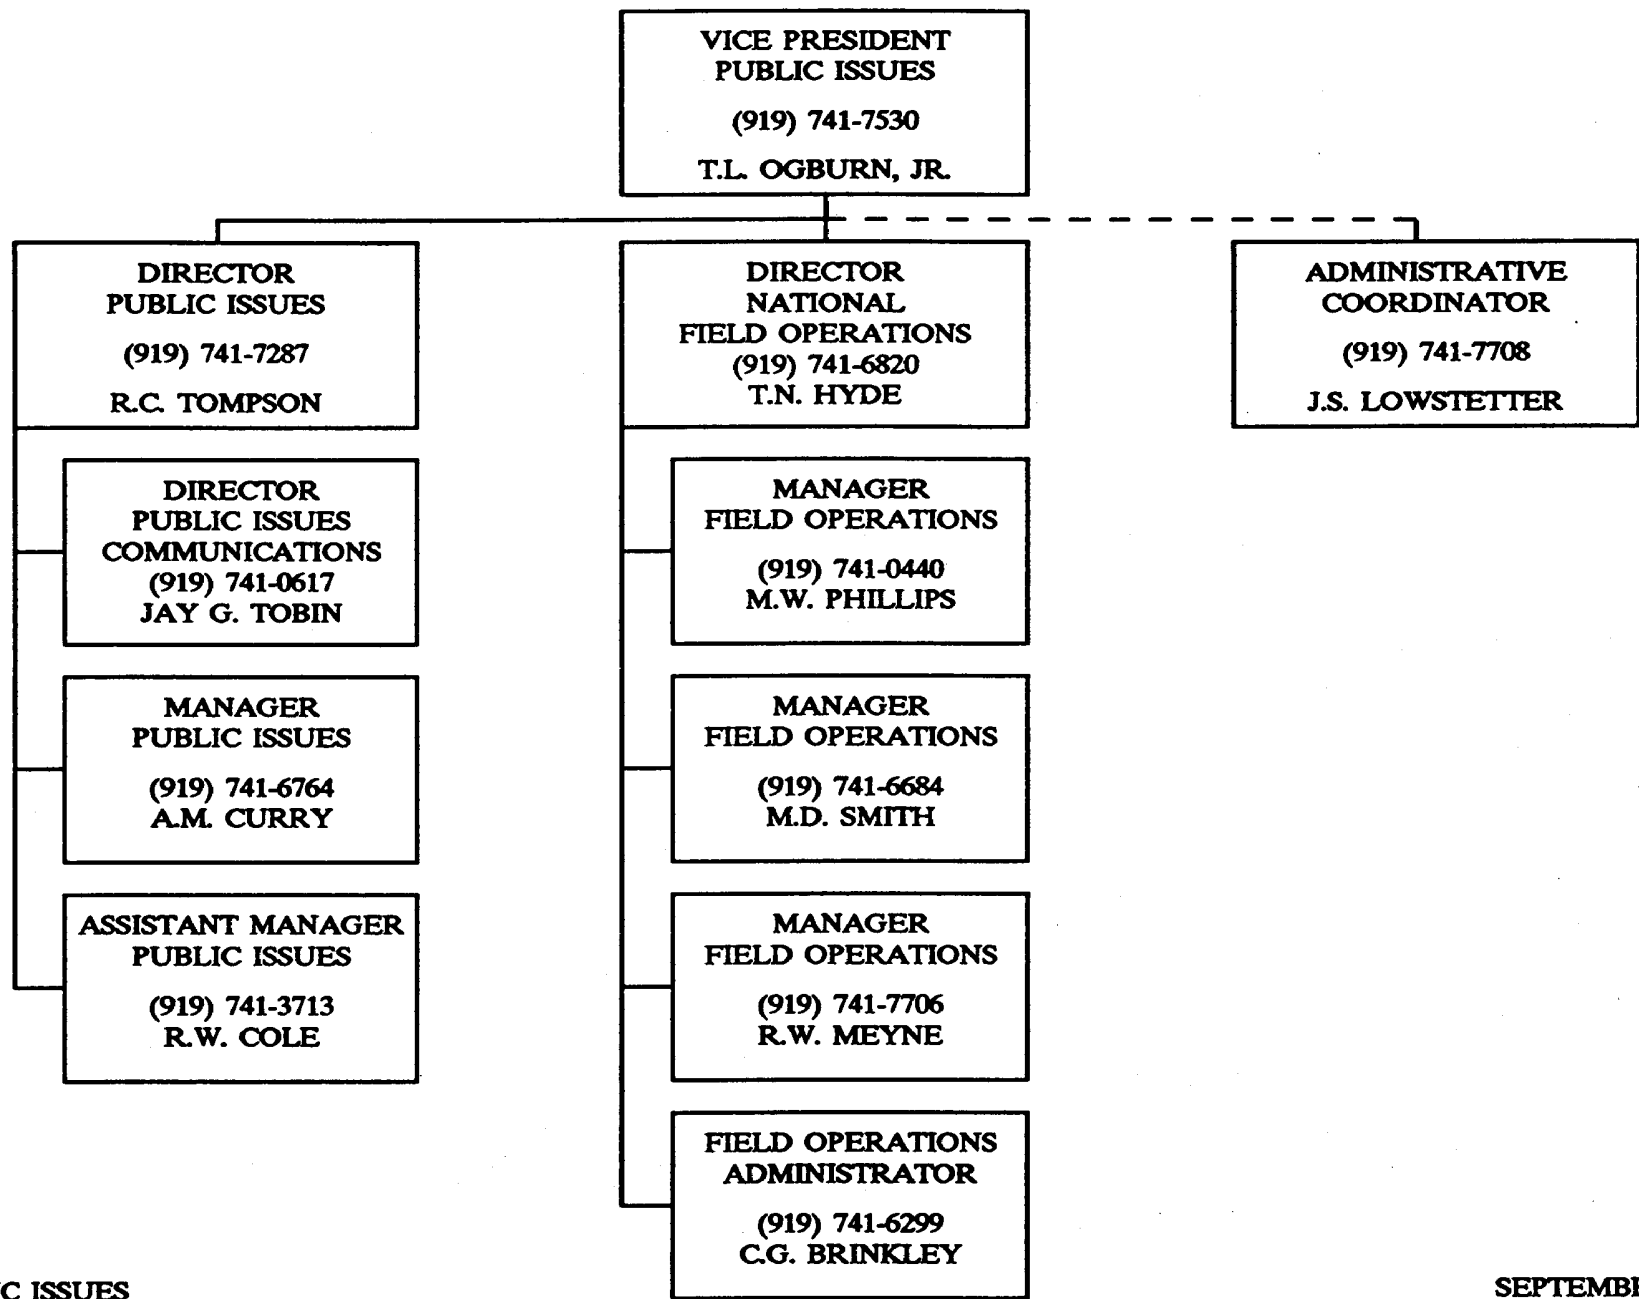 VICE PRESIDENT
PUBLIC ISSUES
(919) 741-7530
T.L. OGBURN, JR.
DIRECTOR
PUBLIC ISSUES
(919) 741-7287
R.C. TOMPSON
DIRECTOR
NATIONAL
FIELD OPERATIONS
(919) 741-6820
T.N. HYDE
ADMINISTRATIVE
COORDINATOR
(919) 741-7708
J.S. LOWSTETTER
DIRECTOR
PUBLIC ISSUES
COMMUNICATIONS
(919) 741-0617
JAY G. TOBIN
MANAGER
PUBLIC ISSUES
(919) 741-6764
A.M. CURRY
ASSISTANT MANAGER
PUBLIC ISSUES
(919) 741-3713
R.W. COLE
MANAGER
FIELD OPERATIONS
(919) 741-0440
M.W. PHILLIPS
MANAGER
FIELD OPERATIONS
(919) 741-6684
M.D. SMITH
MANAGER
FIELD OPERATIONS
(919) 741-7706
R.W. MEYNE
FIELD OPERATIONS
ADMINISTRATOR
(919) 741-6299
C.G. BRINKLEY
IC ISSUES
SEPTEMBE